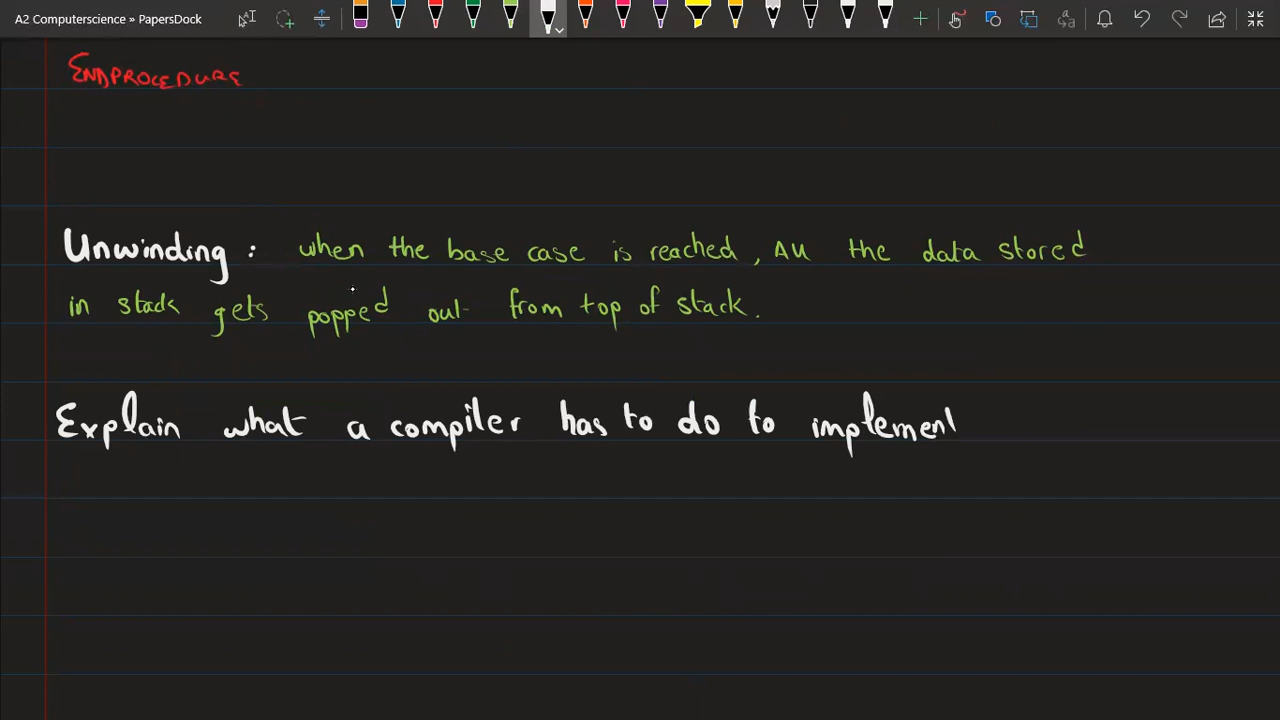 A2 Computerscience » PapersDock
ENDPROCEDURE
Unwinding : when the base case is reached, All the data stored
in stack gets popped out from top of stack.
Explain what a compiler has to do to implement